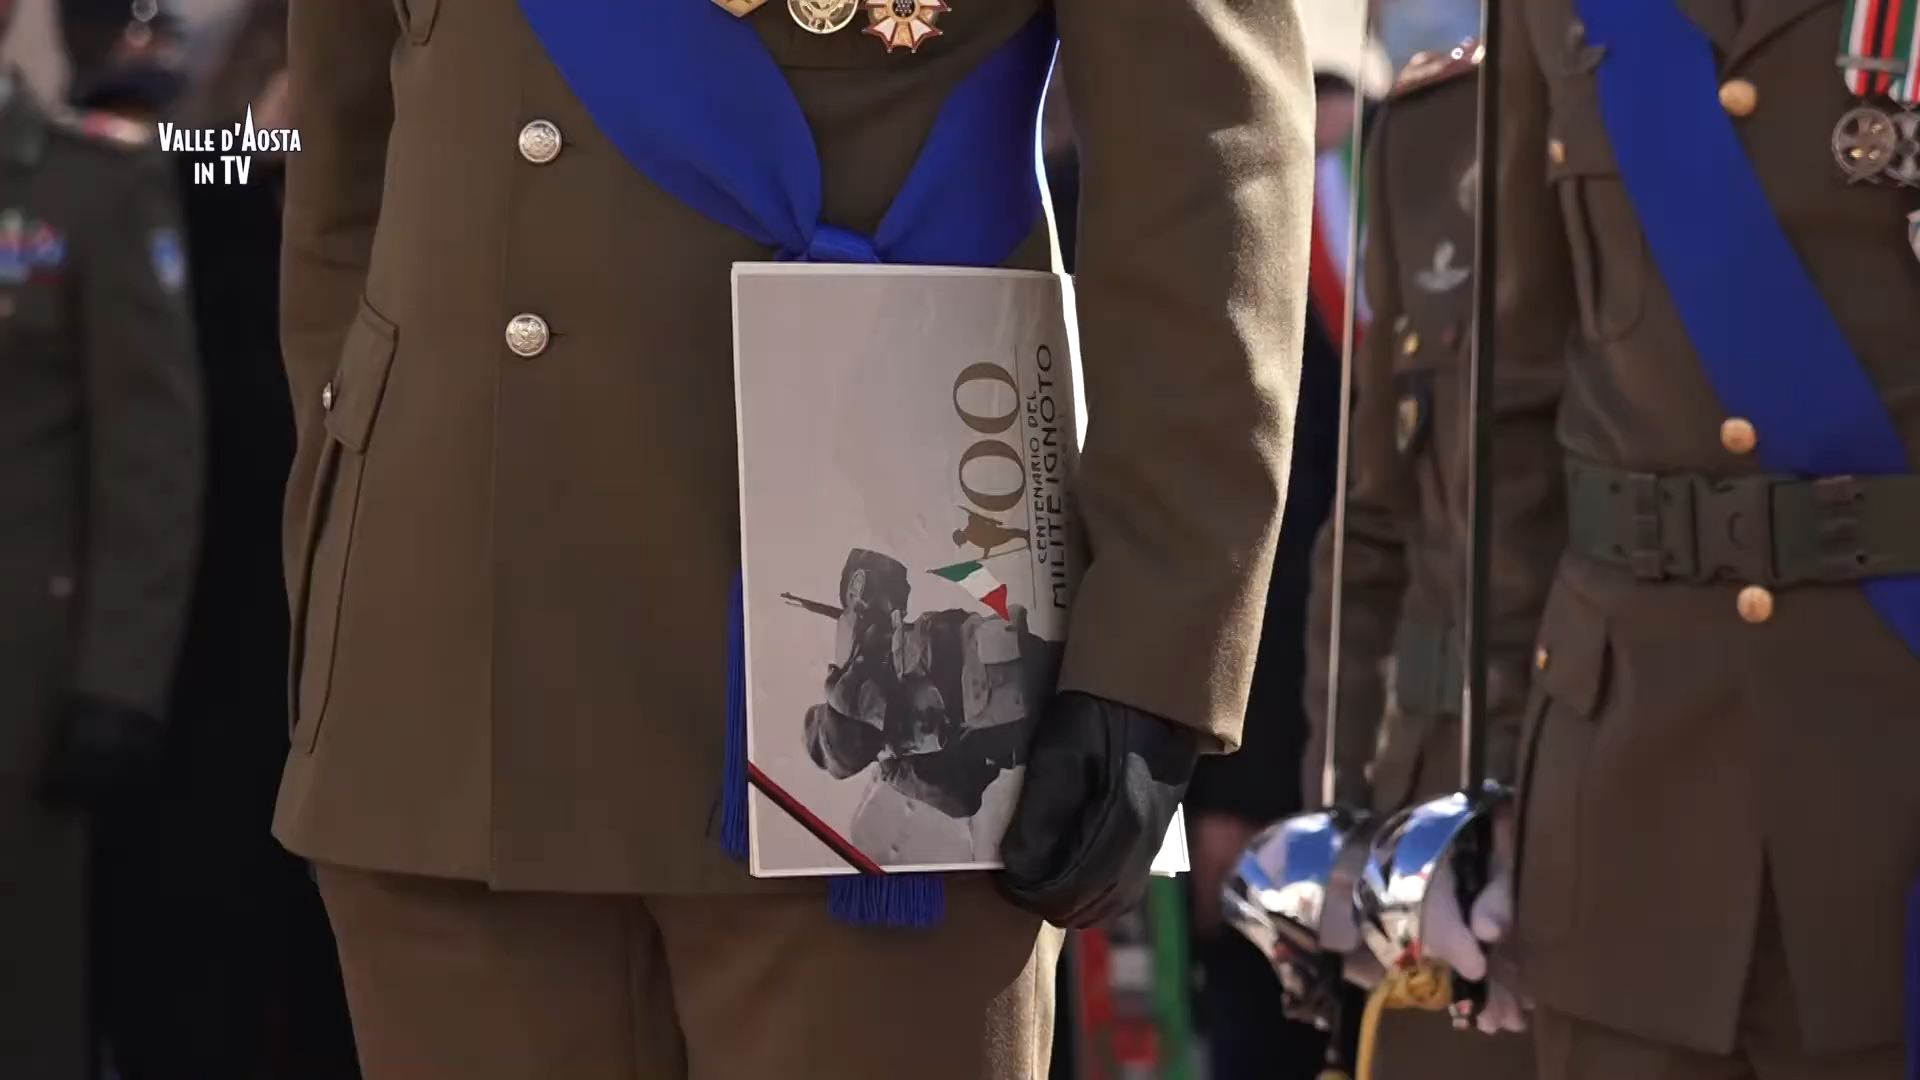 VALLE D'AOSTA
IN TV
100
CENTENARIO DEL
MILITE IGNOTO